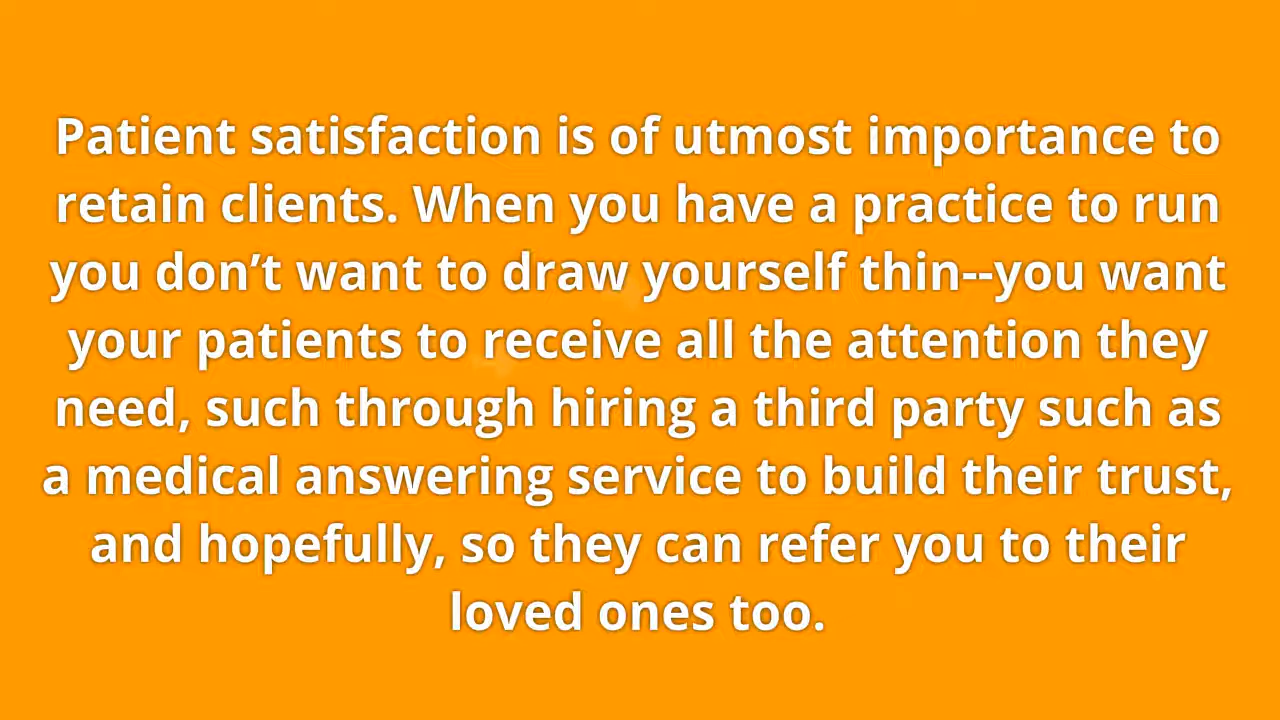 Patient satisfaction is of utmost importance to
retain clients. When you have a practice to run
you don’t want to draw yourself thin--you want
your patients to receive all the attention they
need, such through hiring a third party such as
a medical answering service to build their trust,
and hopefully, so they can refer you to their
loved ones too.